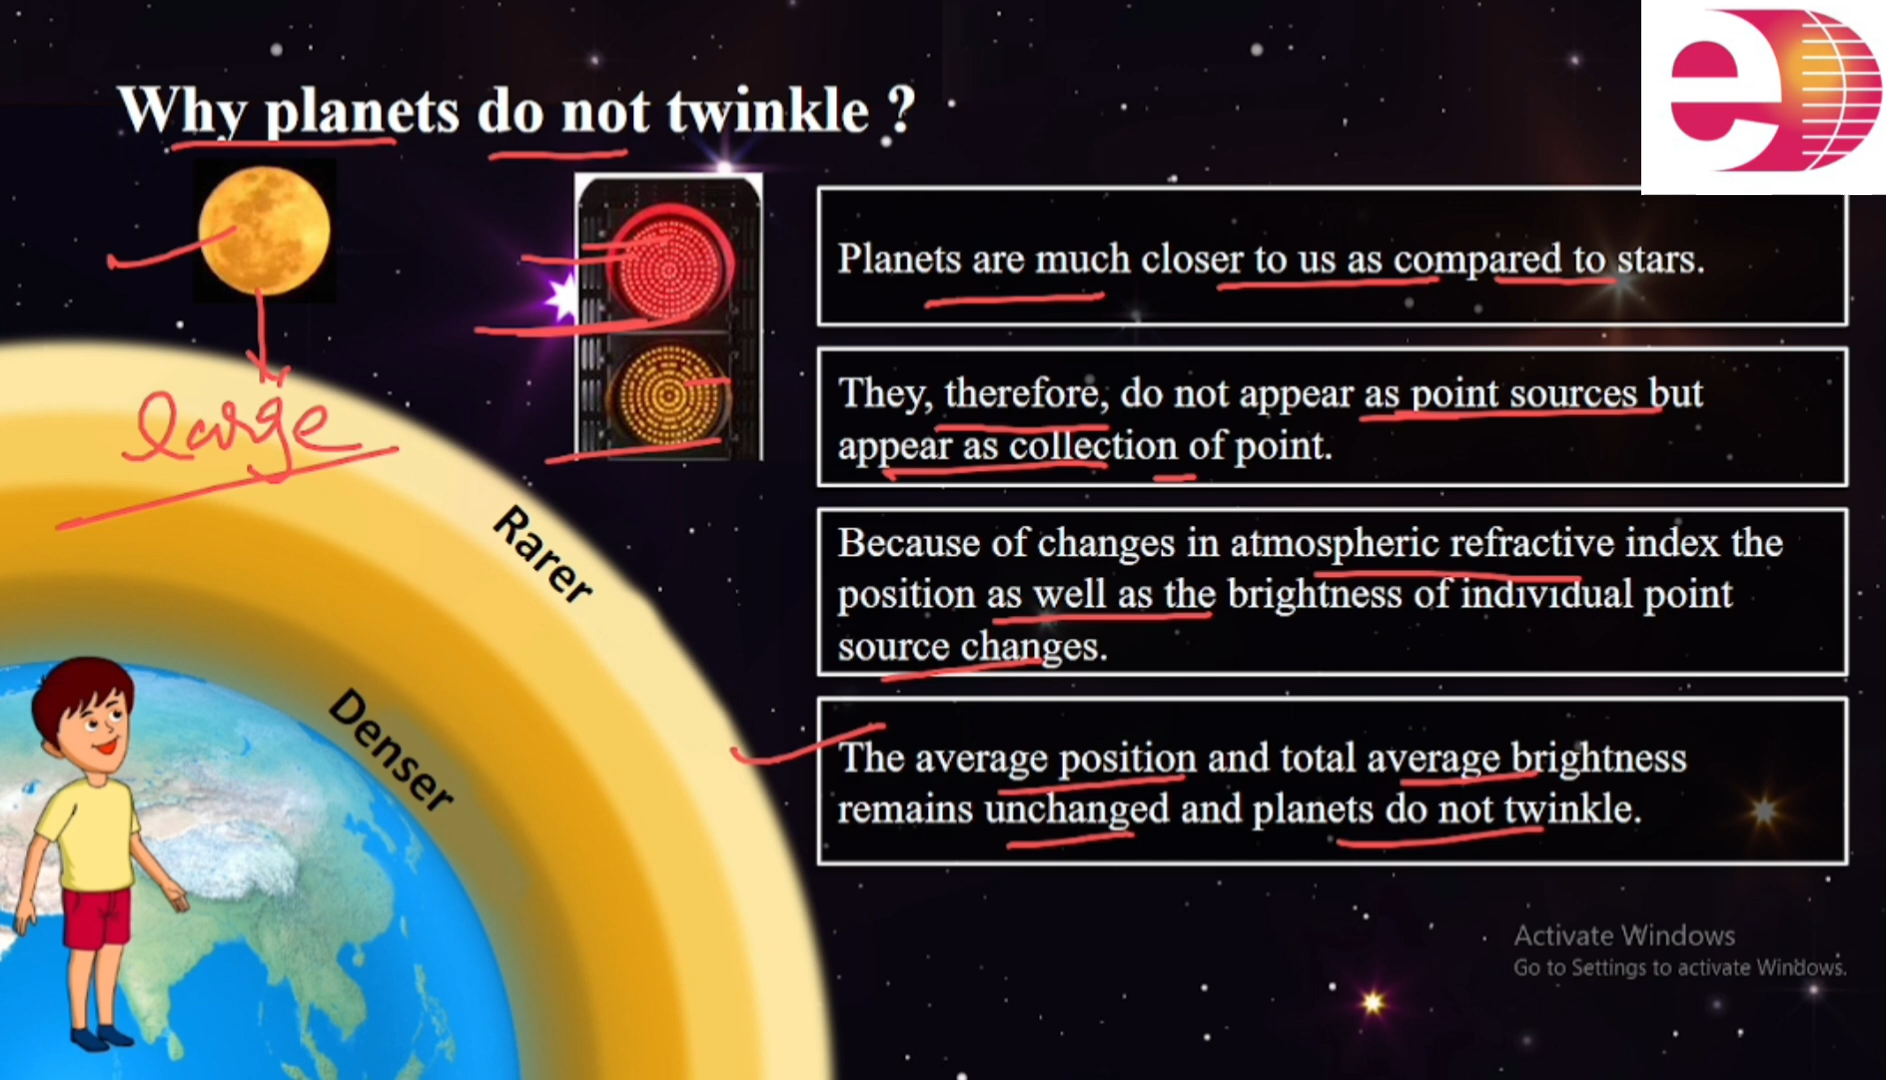 Why planets do not twinkle ?
Planets are much closer to us as compared to stars.
They, therefore, do not appear as point sources but
appear as collection of point.
large
Rarer
Because of changes in atmospheric refractive index the
position as well as the brightness of individual point
source changes.
Denser
The average position and total average brightness
remains unchanged and planets do not twinkle.
Activate Windows
Go to Settings to activate Windows.
e